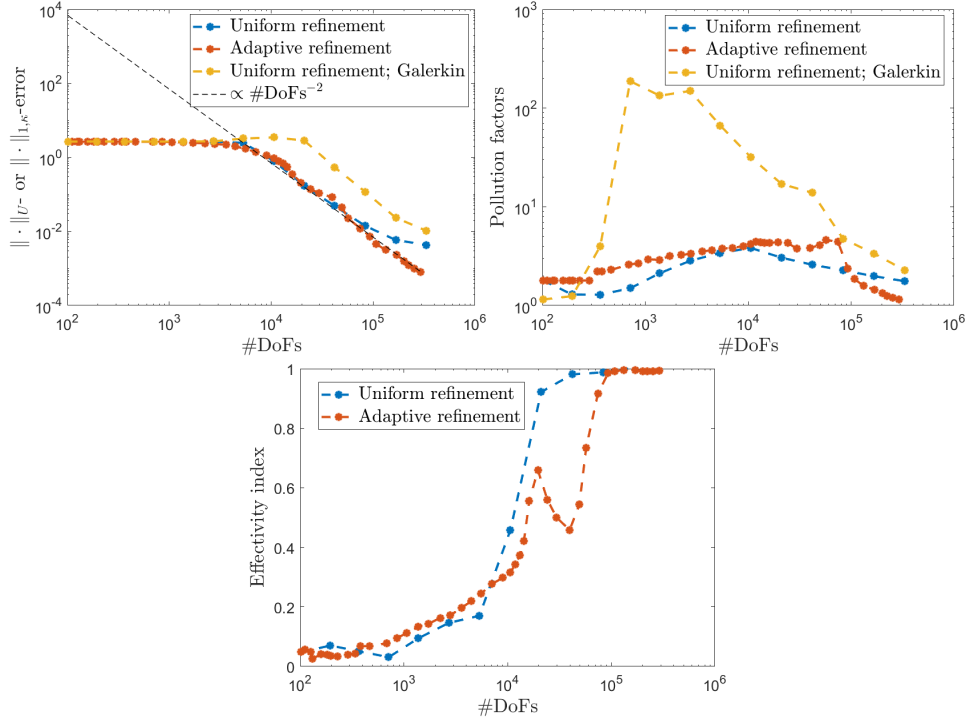 10^4
10^2
10^0
10^-2
10^-4
‖ · ‖_U- or ‖ · ‖_{1,κ}-error
Uniform refinement
Adaptive refinement
Uniform refinement; Galerkin
∝ #DoFs^-2
10^2
10^3
10^4
10^5
10^6
#DoFs
10^3
10^2
10^1
10^0
Pollution factors
Uniform refinement
Adaptive refinement
Uniform refinement; Galerkin
10^2
10^3
10^4
10^5
10^6
#DoFs
1
0.8
0.6
0.4
0.2
0
Effectivity index
Uniform refinement
Adaptive refinement
10^2
10^3
10^4
10^5
10^6
#DoFs